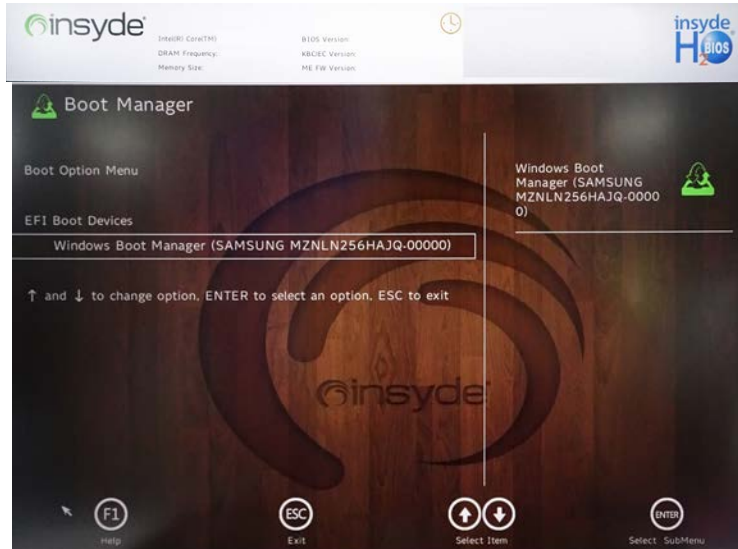 insyde
Intel(R) Core(TM)
DRAM Frequency:
Memory Size:
BIOS Version:
KBC/EC Version:
ME FW Version:
insyde
H2O BIOS
Boot Manager
Boot Option Menu
EFI Boot Devices
Windows Boot Manager (SAMSUNG MZNLN256HAJQ-00000)
↑ and ↓ to change option, ENTER to select an option, ESC to exit
Windows Boot
Manager (SAMSUNG
MZNLN256HAJQ-0000
0)
insyde
F1
Help
ESC
Exit
Select Item
ENTER
Select SubMenu